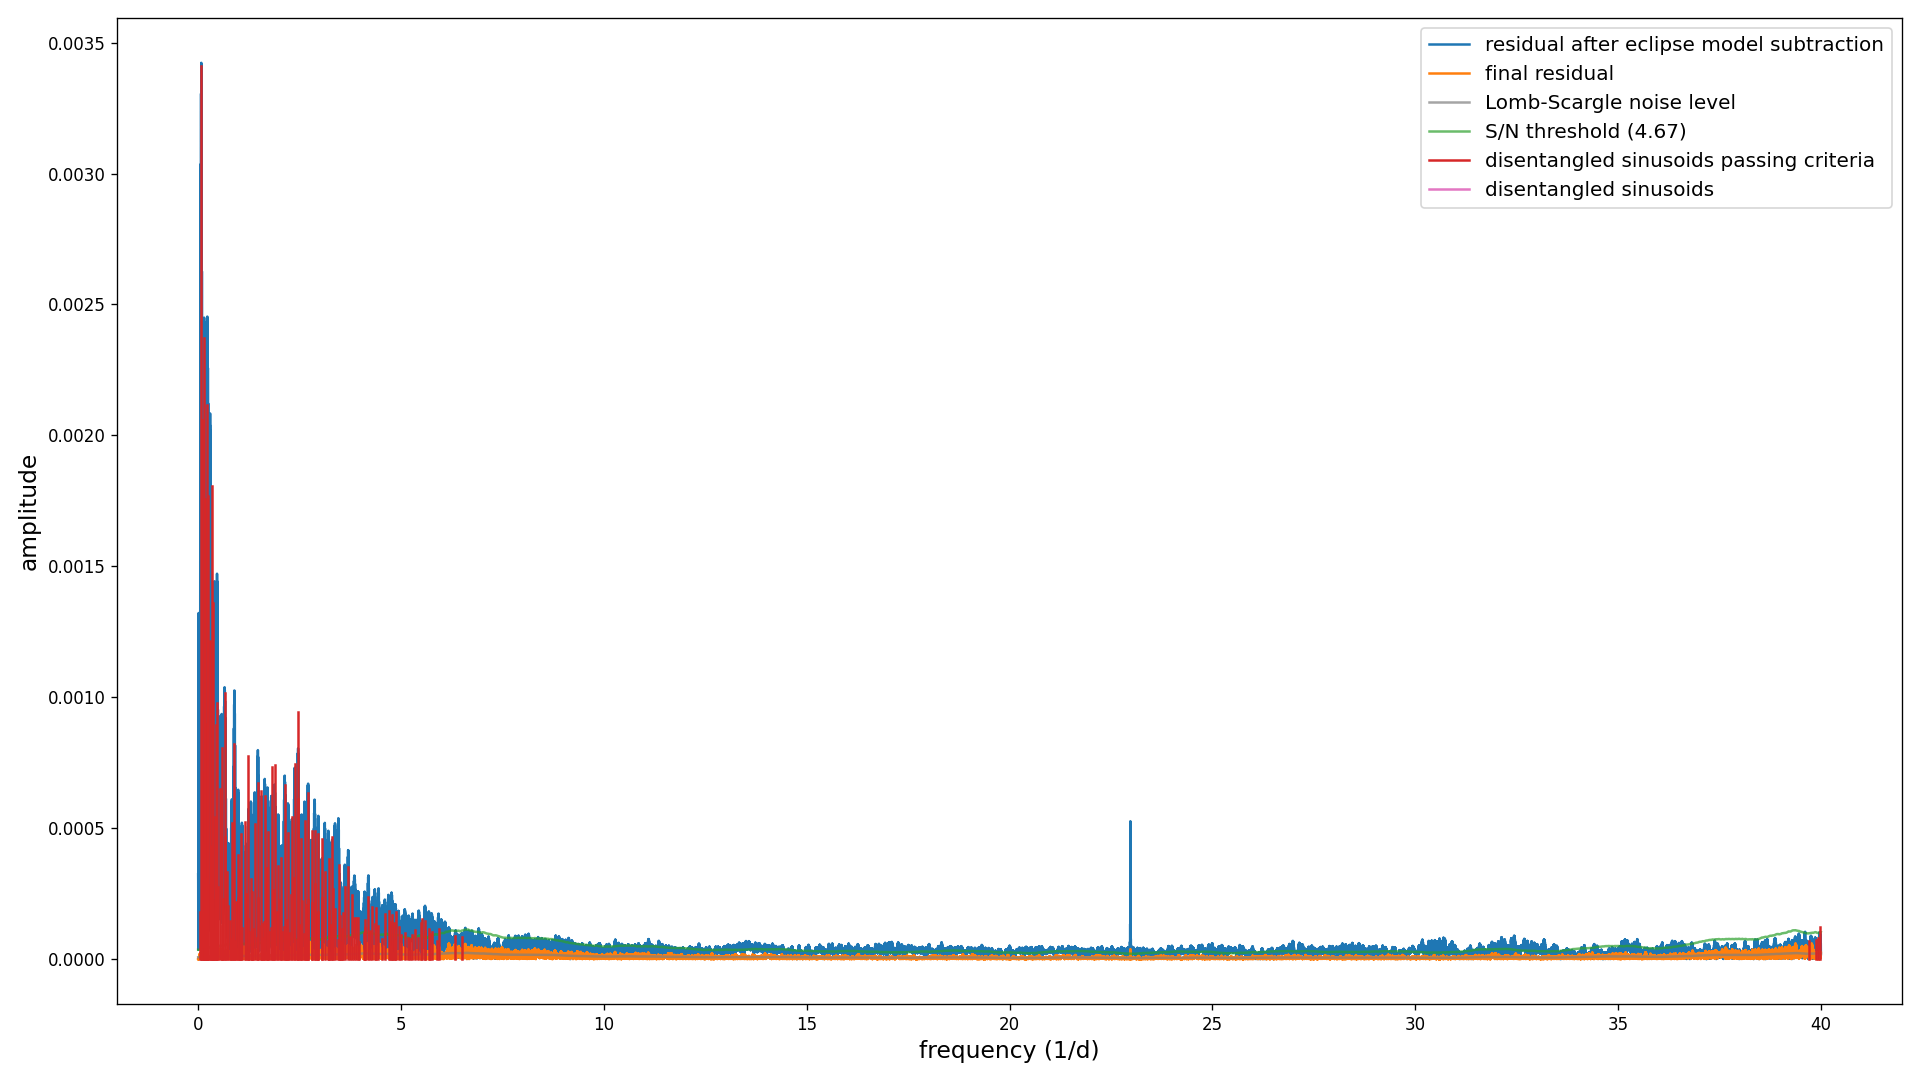 residual after eclipse model subtraction
final residual
Lomb-Scargle noise level
S/N threshold (4.67)
disentangled sinusoids passing criteria
disentangled sinusoids
0.0035
0.0030
0.0025
0.0020
0.0015
0.0010
0.0005
0.0000
amplitude
0 5 10 15 20 25 30 35 40
frequency (1/d)